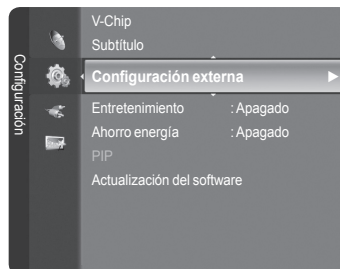 Configuración
V-Chip
Subtítulo
Configuración externa
Entretenimiento : Apagado
Ahorro energía : Apagado
PIP
Actualización del software